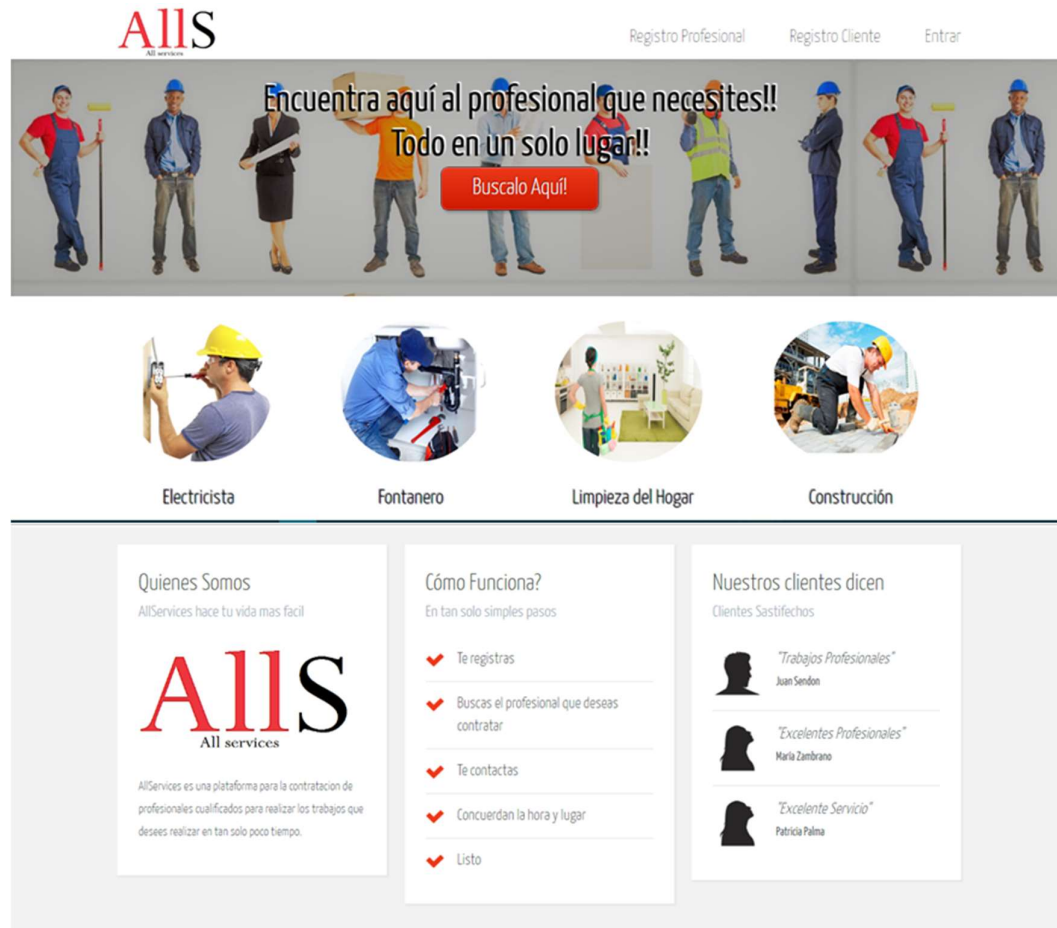 AllS
All services
Registro Profesional
Registro Cliente
Entrar
Encuentra aquí al profesional que necesites!!
Todo en un solo lugar!!
Buscalo Aquí!
Electricista
Fontanero
Limpieza del Hogar
Construcción
Quienes Somos
AllServices hace tu vida mas facil
AllS
All services
AllServices es una plataforma para la contratacion de
profesionales cualificados para realizar los trabajos que
desees realizar en tan solo poco tiempo.
Cómo Funciona?
En tan solo simples pasos
Te registras
Buscas el profesional que deseas
contratar
Te contactas
Concuerdan la hora y lugar
Listo
Nuestros clientes dicen
Clientes Sastifechos
"Trabajos Profesionales"
Juan Sendon
"Excelentes Profesionales"
Maria Zambrano
"Excelente Servicio"
Patricia Palma